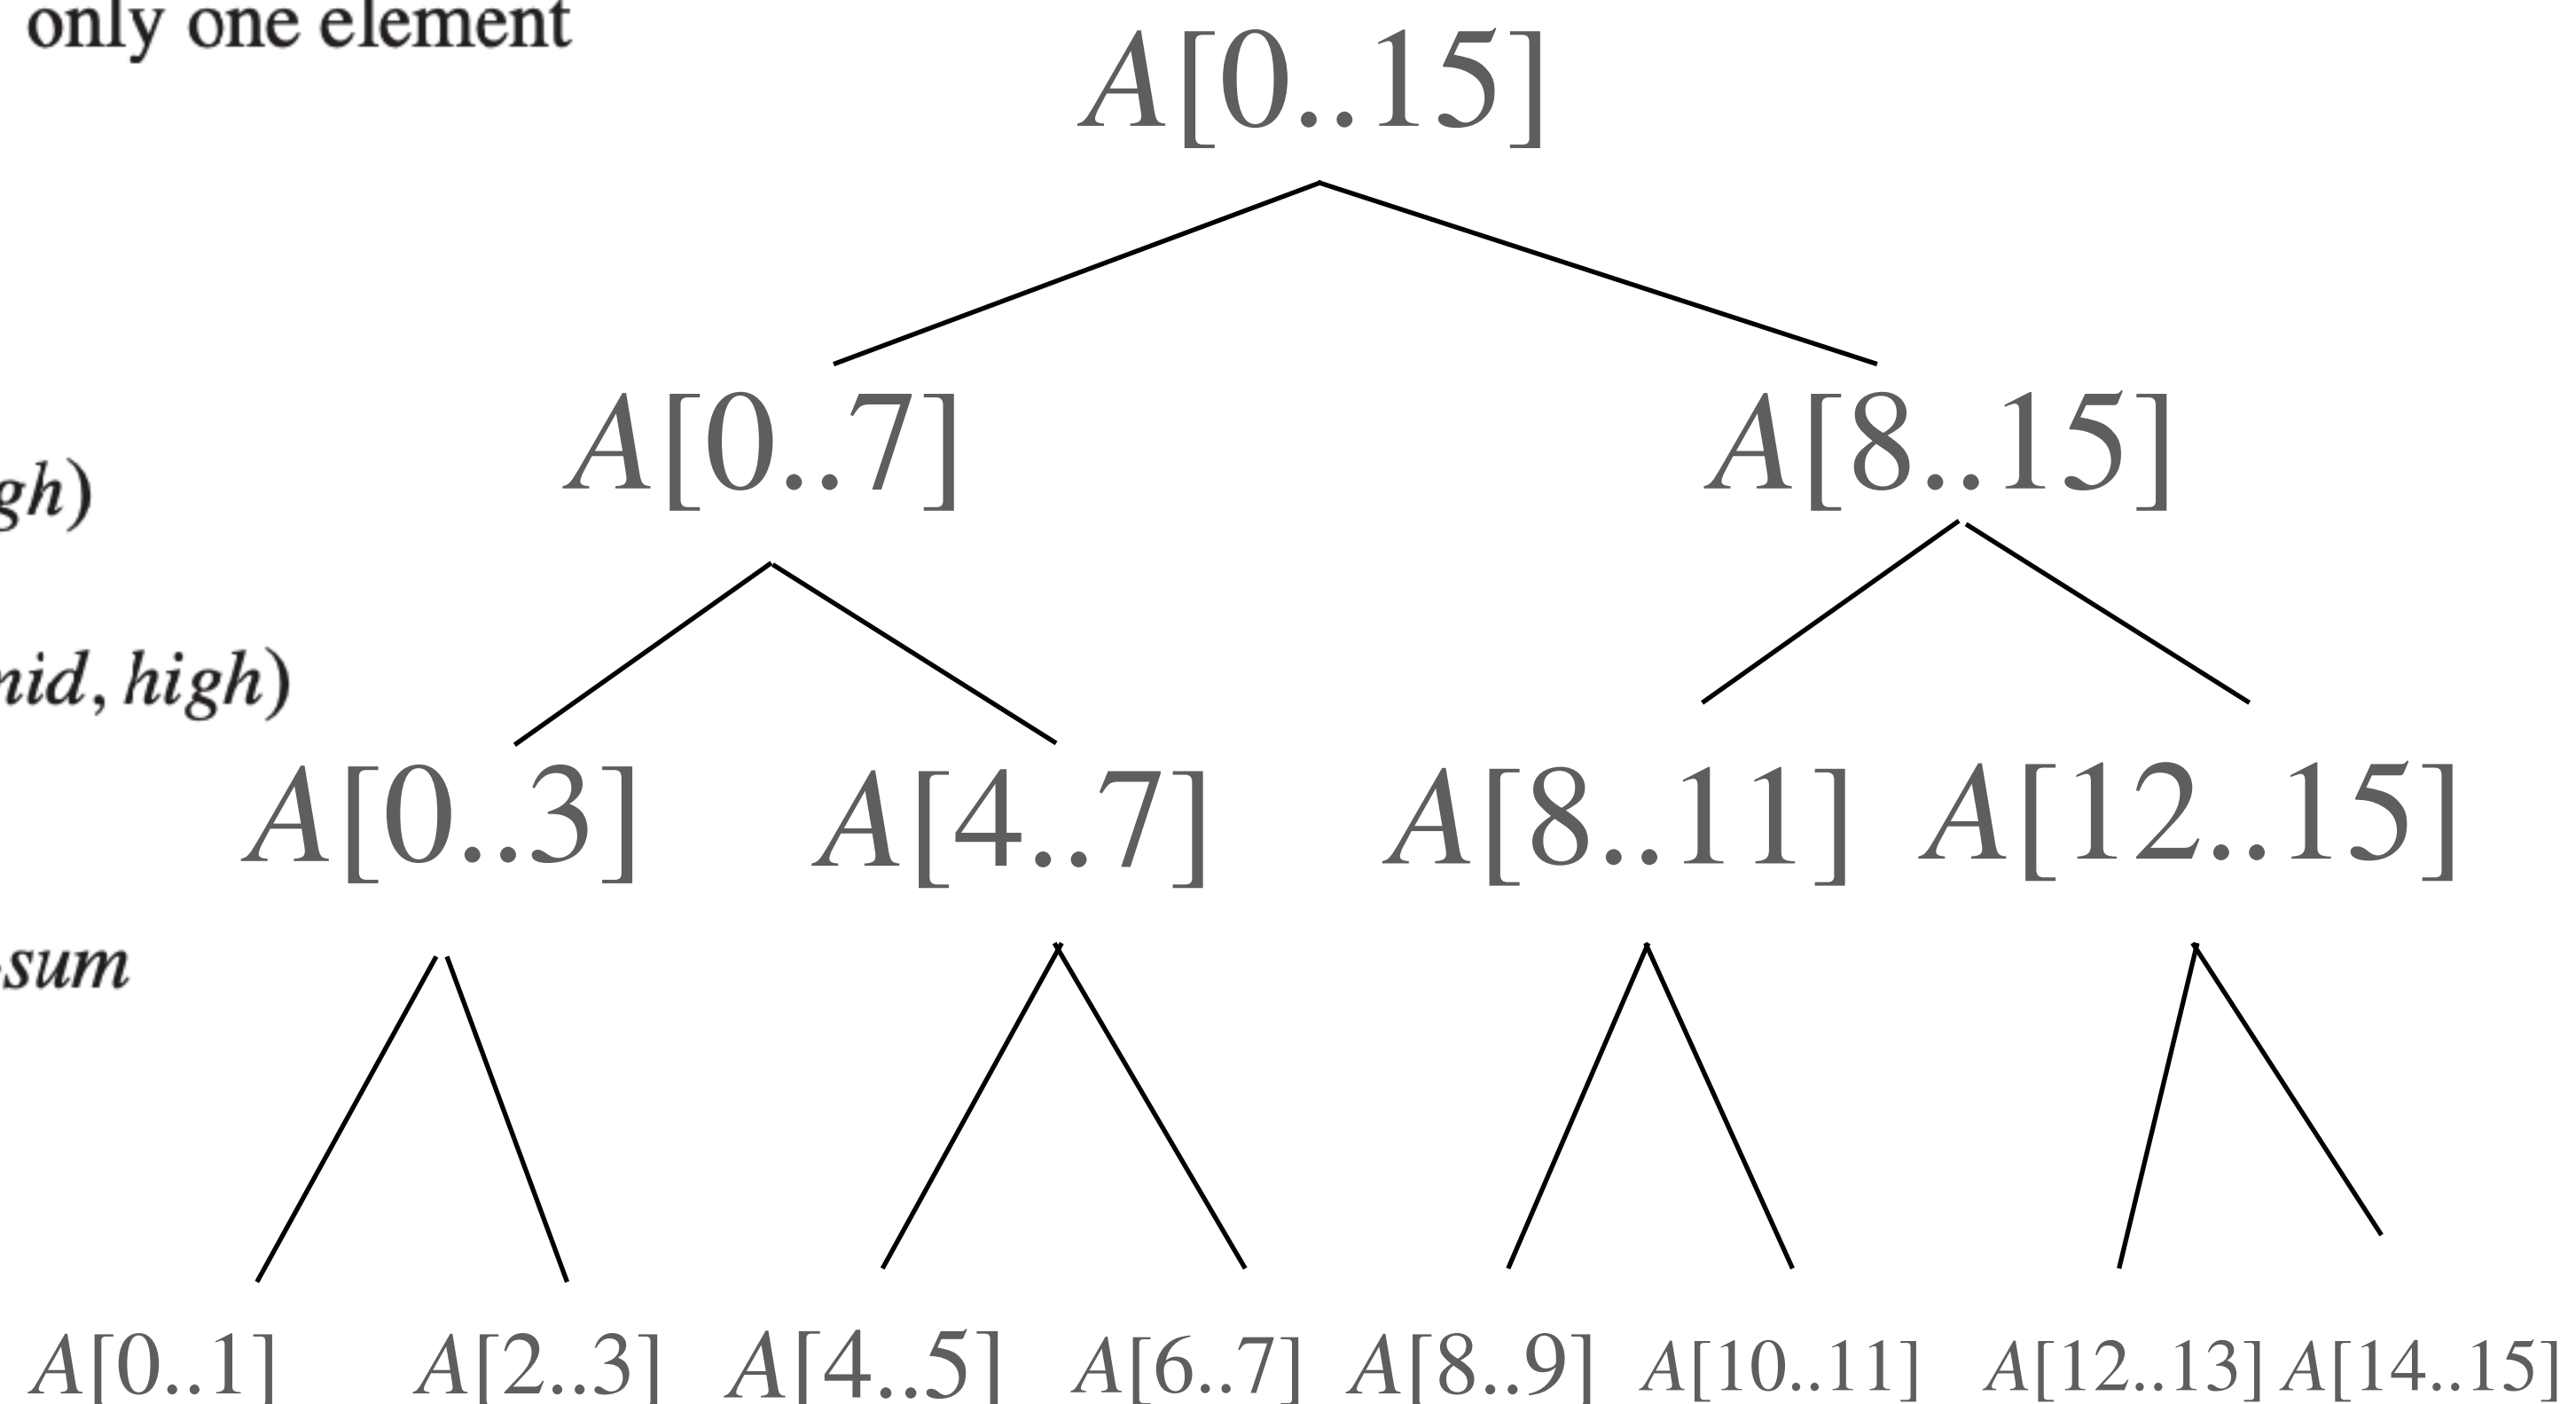 only one element
A[0..15]
A[0..7] A[8..15]
gh)
mid, high)
A[0..3] A[4..7] A[8..11] A[12..15]
-sum
A[0..1] A[2..3] A[4..5] A[6..7] A[8..9] A[10..11] A[12..13] A[14..15]